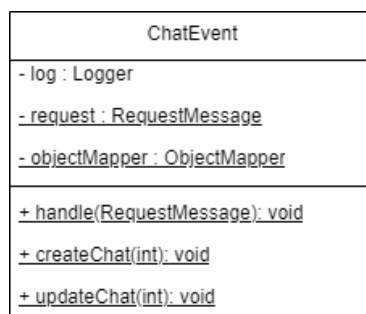 ChatEvent
- log : Logger
- request : RequestMessage
- objectMapper : ObjectMapper
+ handle(RequestMessage): void
+ createChat(int): void
+ updateChat(int): void